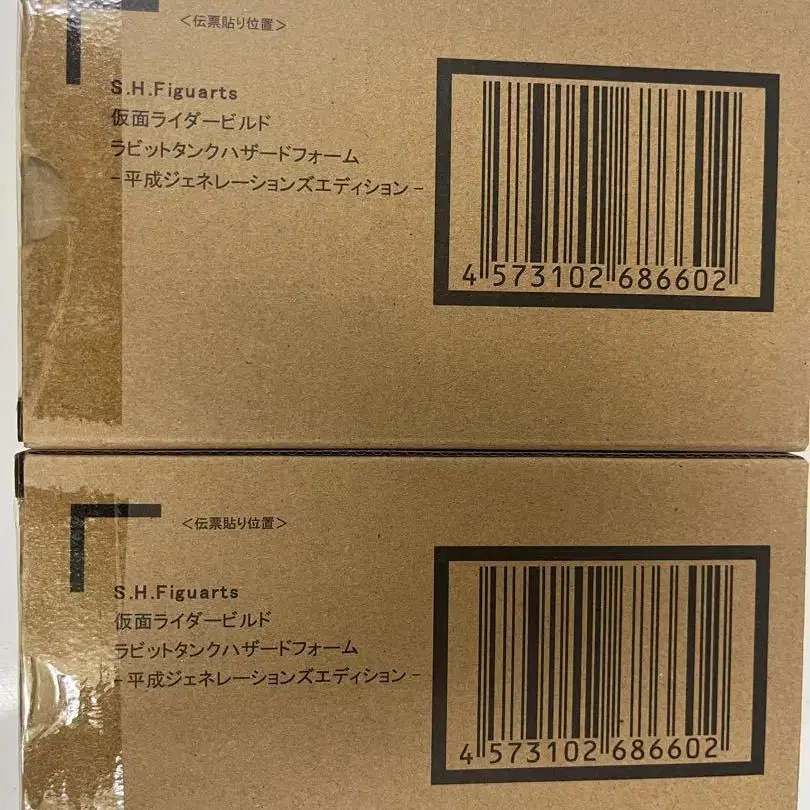 ＜伝票貼り位置＞
S.H.Figuarts
仮面ライダービルド
ラビットタンクハザードフォーム
-平成ジェネレーションズエディション-
4 573102 686602
＜伝票貼り位置＞
S.H.Figuarts
仮面ライダービルド
ラビットタンクハザードフォーム
-平成ジェネレーションズエディション-
4 573102 686602